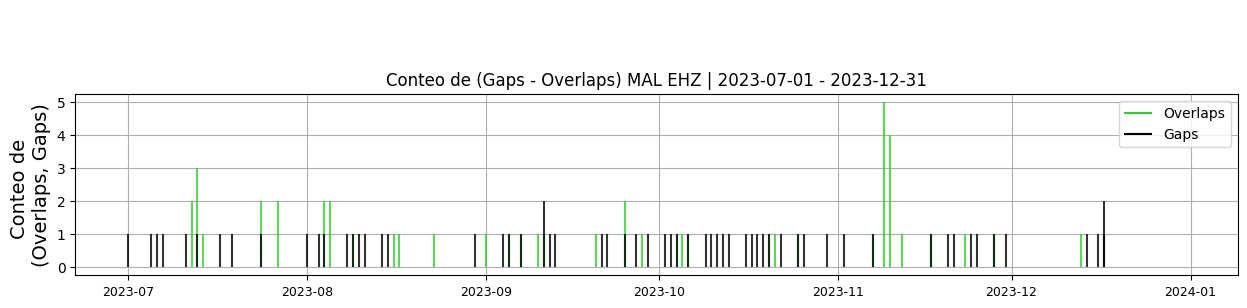 Conteo de (Gaps - Overlaps) MAL EHZ | 2023-07-01 - 2023-12-31
Conteo de
(Overlaps, Gaps)
5
4
3
2
1
0
Overlaps
Gaps
2023-07
2023-08
2023-09
2023-10
2023-11
2023-12
2024-01